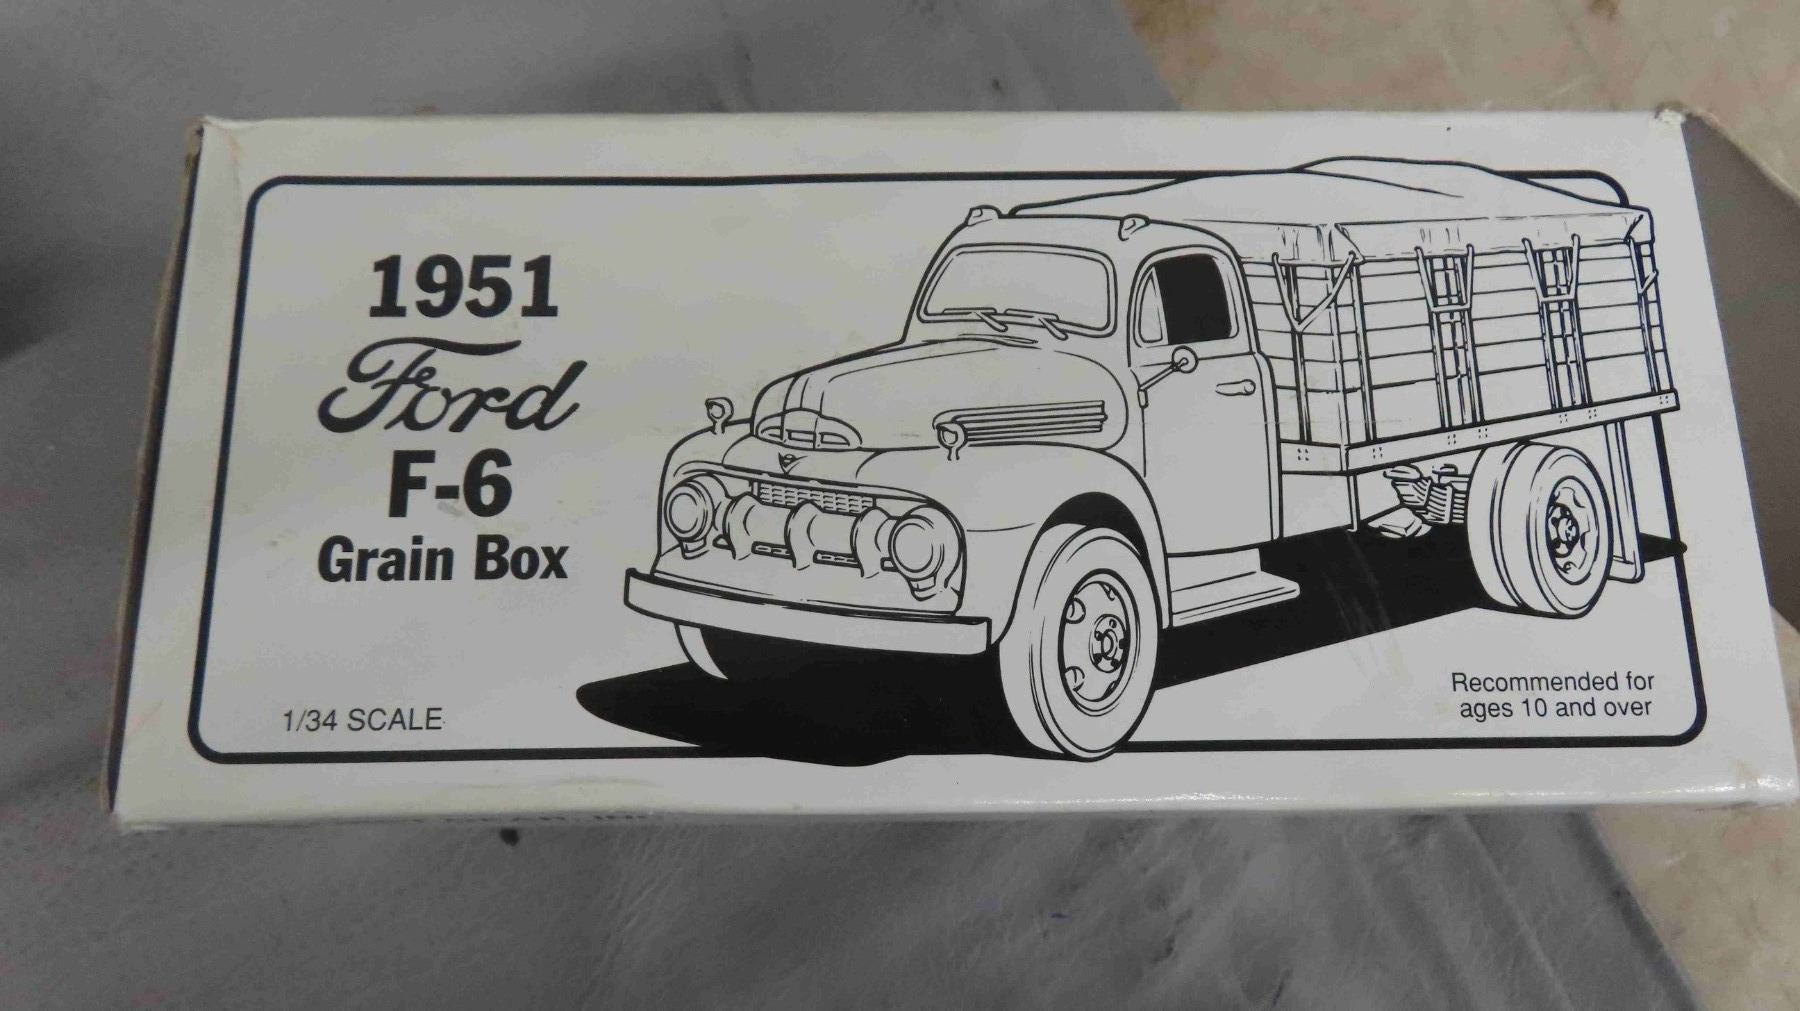 1951
Ford
F-6
Grain Box
1/34 SCALE
Recommended for
ages 10 and over